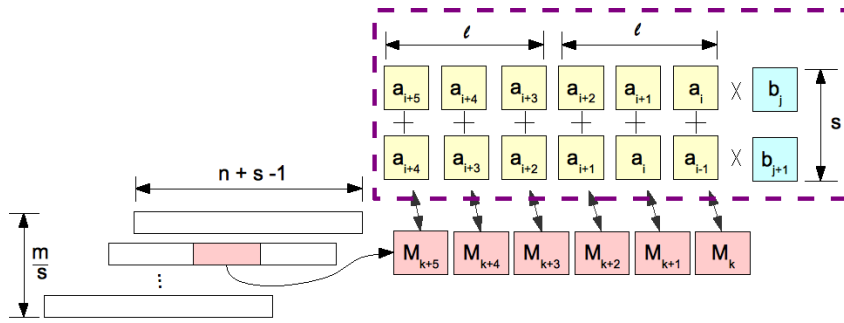 ℓ ℓ
a_{i+5} a_{i+4} a_{i+3} a_{i+2} a_{i+1} a_i × b_j
+ + + + + + s
a_{i+4} a_{i+3} a_{i+2} a_{i+1} a_i a_{i-1} × b_{j+1}
n + s -1
M_{k+5} M_{k+4} M_{k+3} M_{k+2} M_{k+1} M_k
m
s
⋮